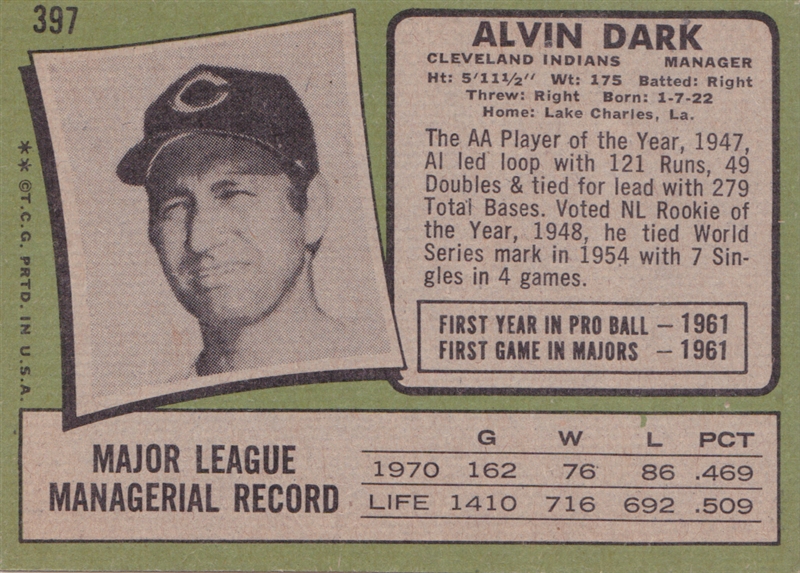 397
ALVIN DARK
CLEVELAND INDIANS MANAGER
Ht: 5'11½" Wt: 175 Batted: Right
Threw: Right Born: 1-7-22
Home: Lake Charles, La.
The AA Player of the Year, 1947,
Al led loop with 121 Runs, 49
Doubles & tied for lead with 279
Total Bases. Voted NL Rookie of
the Year, 1948, he tied World
Series mark in 1954 with 7 Sin-
gles in 4 games.
FIRST YEAR IN PRO BALL — 1961
FIRST GAME IN MAJORS — 1961
** ©T.C.G. PRTD. IN U.S.A.
C
MAJOR LEAGUE
MANAGERIAL RECORD
G W L PCT
1970 162 76 86 .469
LIFE 1410 716 692 .509